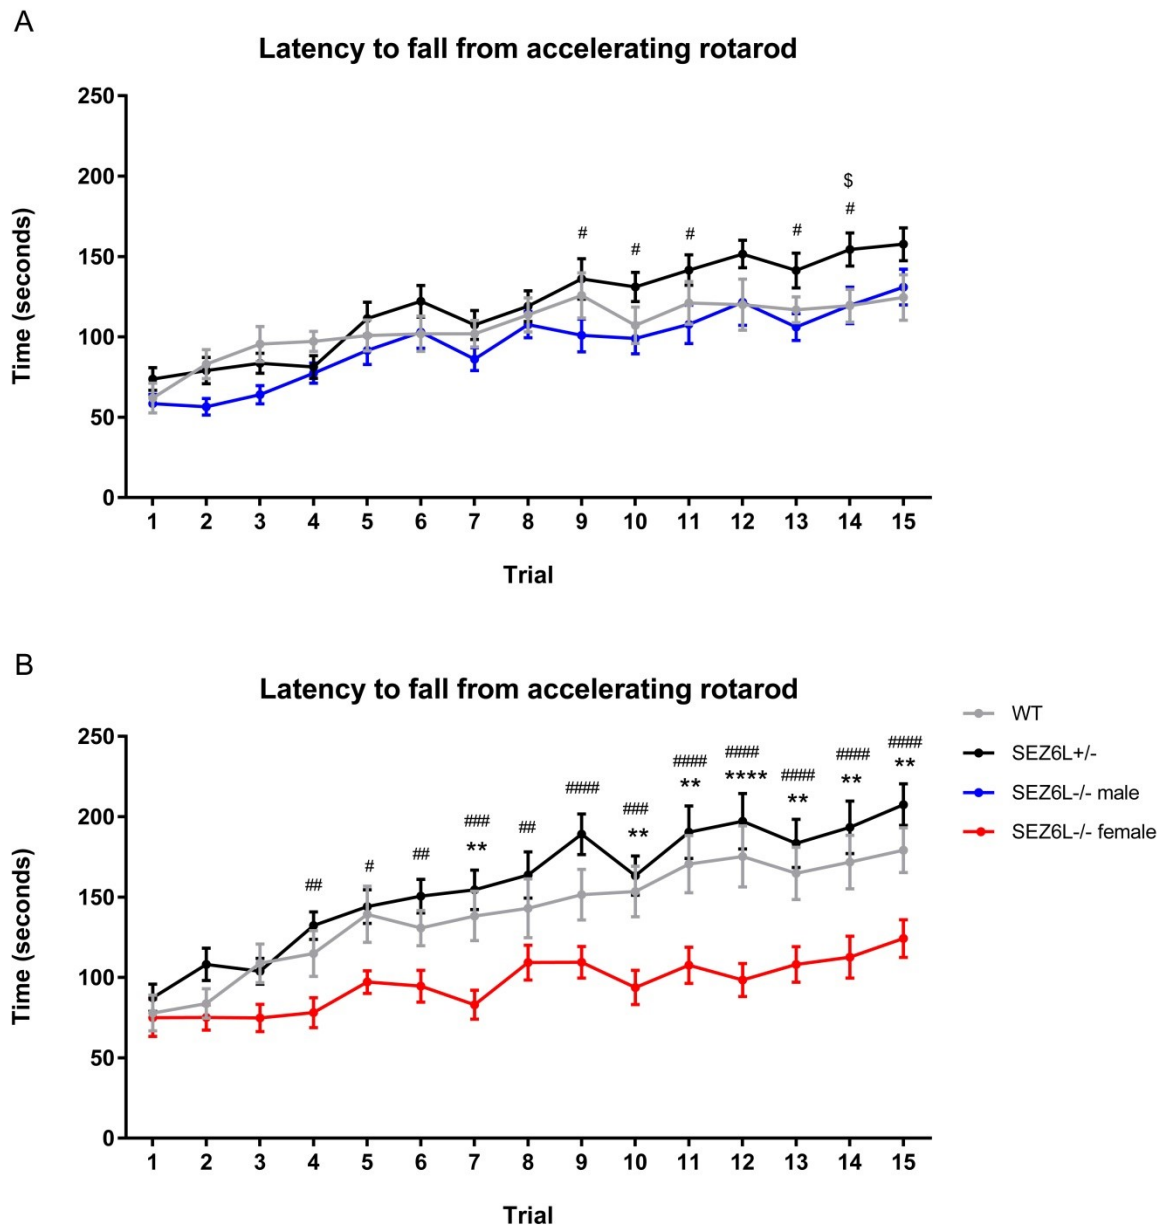 A
Latency to fall from accelerating rotarod
Time (seconds)
250
200
150
100
50
0
$
# # # # #
1 2 3 4 5 6 7 8 9 10 11 12 13 14 15
Trial
B
Latency to fall from accelerating rotarod
Time (seconds)
250
200
150
100
50
0
## # ## ### ## #### ### #### #### #### #### ####
** ** ** **** ** ** **
1 2 3 4 5 6 7 8 9 10 11 12 13 14 15
Trial
WT
SEZ6L+/-
SEZ6L-/- male
SEZ6L-/- female